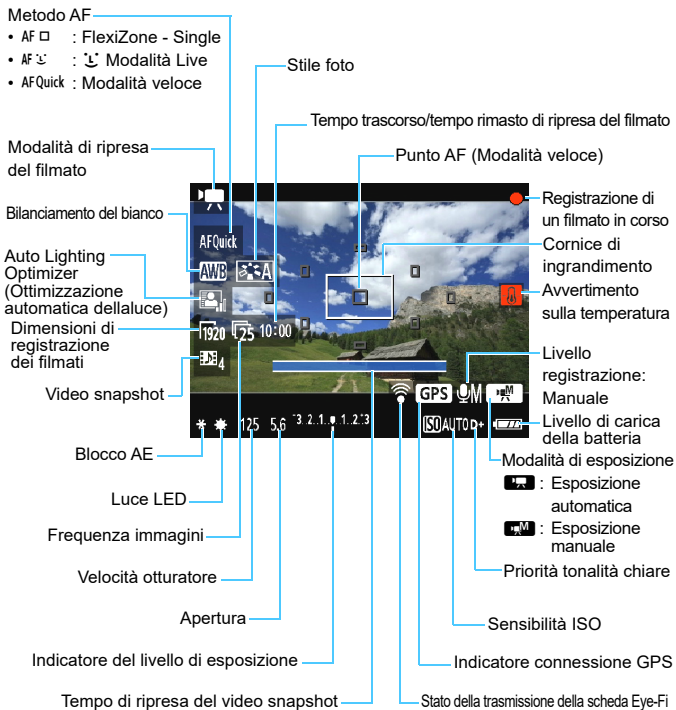 Metodo AF
• AF □ : FlexiZone - Single
• AF : Modalità Live
• AFQuick : Modalità veloce
Stile foto
Tempo trascorso/tempo rimasto di ripresa del filmato
Modalità di ripresa
del filmato
Punto AF (Modalità veloce)
Bilanciamento del bianco
Registrazione di
un filmato in corso
Auto Lighting
Optimizer
(Ottimizzazione
automatica dellaluce)
Cornice di
ingrandimento
Avvertimento
sulla temperatura
Dimensioni di
registrazione
dei filmati
Livello
registrazione:
Manuale
Video snapshot
Livello di carica
della batteria
Blocco AE
Modalità di esposizione
: Esposizione
automatica
M : Esposizione
manuale
Luce LED
Frequenza immagini
Velocità otturatore
Priorità tonalità chiare
Apertura
Sensibilità ISO
Indicatore del livello di esposizione
Indicatore connessione GPS
Tempo di ripresa del video snapshot
Stato della trasmissione della scheda Eye-Fi
AFQuick
AWB A
1920 25 10:00
4
GPS M M
125 5.6 -3..2..1..▼..1..2..+3 ISO AUTO D+